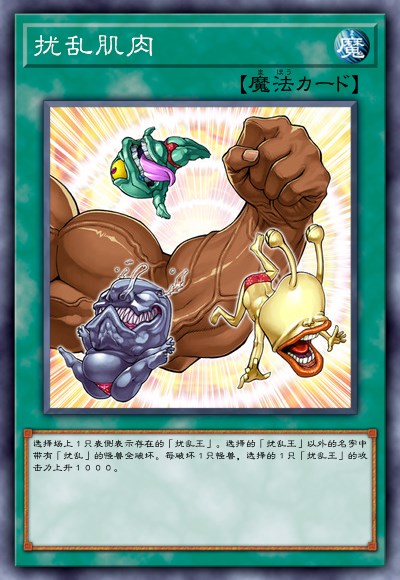 扰乱肌肉
魔
【魔法カード】
选择场上1只表侧表示存在的「扰乱王」。选择的「扰乱王」以外的名字中
带有「扰乱」的怪兽全破坏。每破坏1只怪兽，选择的1只「扰乱王」的攻
击力上升1000。